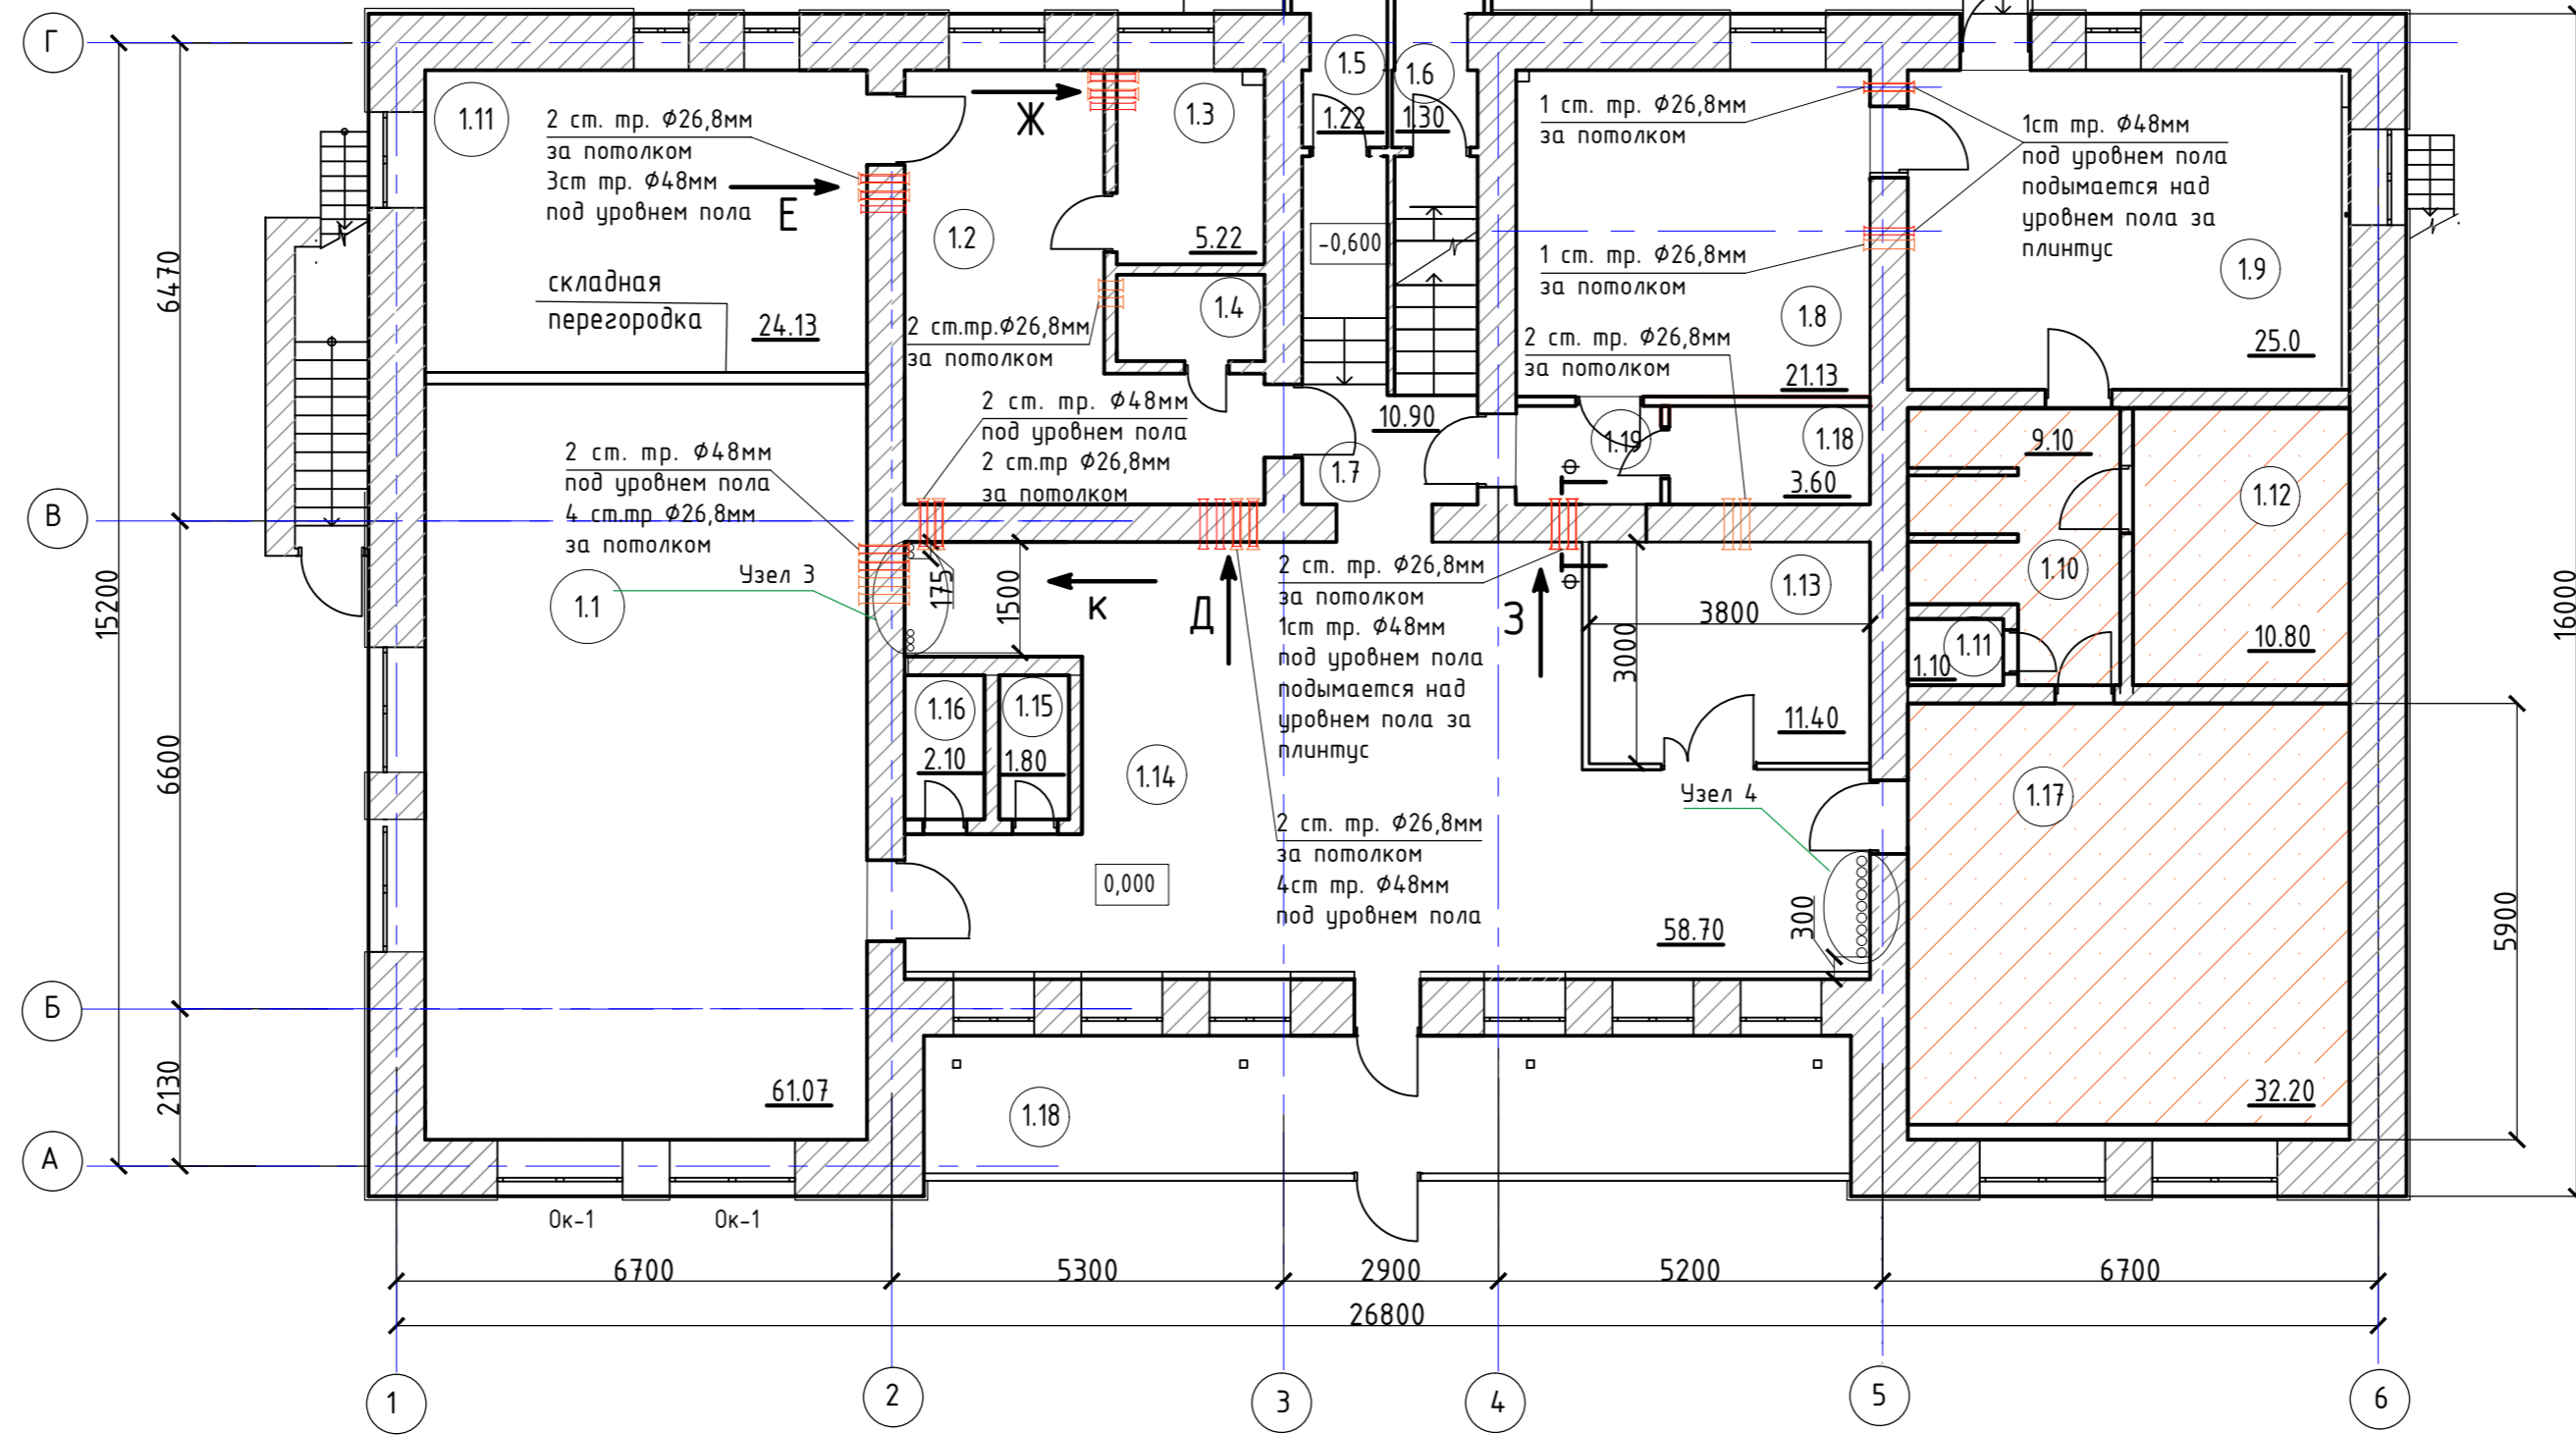 Г
В
Б
А
15200
6470
6600
2130
1.11
2 ст. тр. Ф26,8мм
за потолком
3ст тр. Ф48мм
под уровнем пола
Е
складная
перегородка
24.13
Ж
1.3
5.22
1.2
1.4
2 ст.тр.Ф26,8мм
за потолком
2 ст. тр. Ф48мм
под уровнем пола
2 ст.тр Ф26,8мм
за потолком
1.5
1.22
1.6
1.30
-0,600
10.90
1.7
1 ст. тр. Ф26,8мм
за потолком
1 ст. тр. Ф26,8мм
за потолком
1.8
21.13
2 ст. тр. Ф26,8мм
за потолком
1ст тр. Ф48мм
под уровнем пола
подымается над
уровнем пола за
плинтус
1.9
25.0
1.19
1.18
3.60
9.10
1.12
1.10
10.80
1.11
1.10
16000
2 ст. тр. Ф48мм
под уровнем пола
4 ст.тр Ф26,8мм
за потолком
Узел 3
1.1
61.07
175
1500
К
Д
2 ст. тр. Ф26,8мм
за потолком
1ст тр. Ф48мм
под уровнем пола
подымается над
уровнем пола за
плинтус
З
Ф
Ф
3800
3000
1.13
11.40
1.16
2.10
1.15
1.80
1.14
0,000
2 ст. тр. Ф26,8мм
за потолком
4ст тр. Ф48мм
под уровнем пола
Узел 4
58.70
300
1.17
32.20
5900
1.18
Ок-1
Ок-1
6700
5300
2900
5200
6700
26800
1
2
3
4
5
6